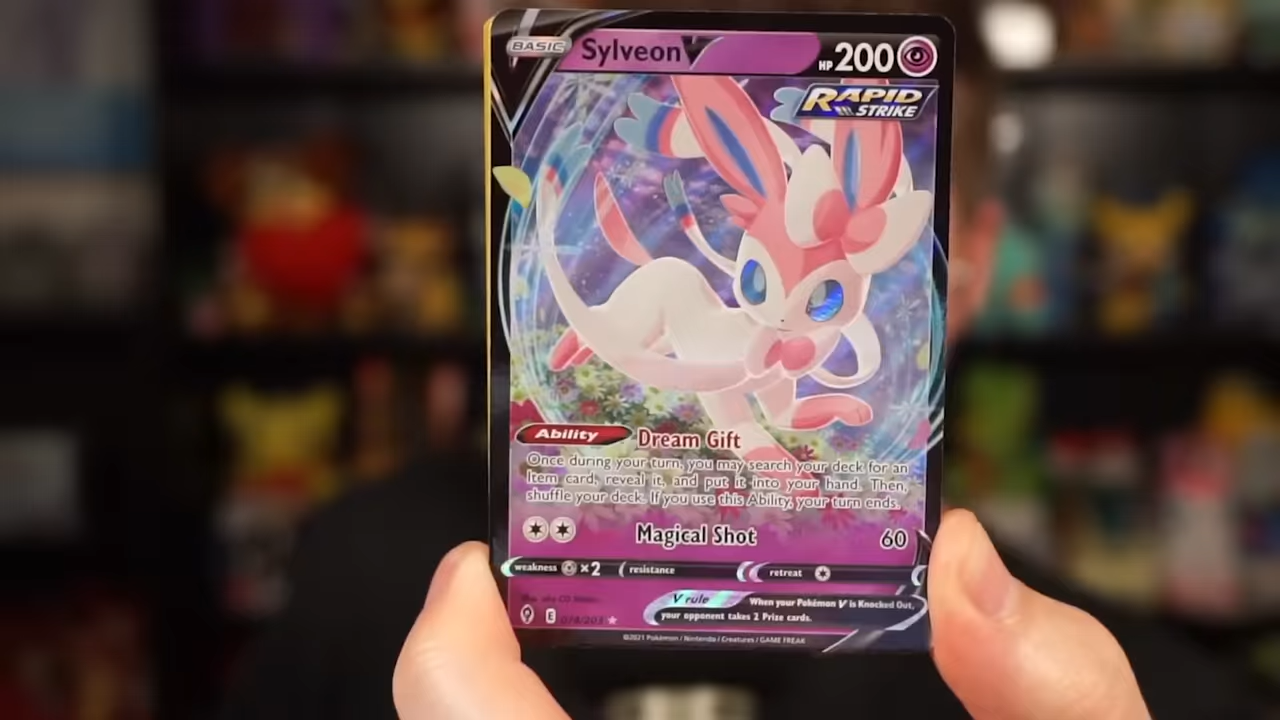 BASIC Sylveon V HP 200
RAPID
STRIKE
Ability Dream Gift
Once during your turn, you may search your deck for an
Item card, reveal it, and put it into your hand. Then,
shuffle your deck. If you use this Ability, your turn ends.
Magical Shot 60
weakness ×2 resistance retreat
V rule When your Pokémon V is Knocked Out,
your opponent takes 2 Prize cards.
E 074/203
©2021 Pokémon / Nintendo / Creatures / GAME FREAK